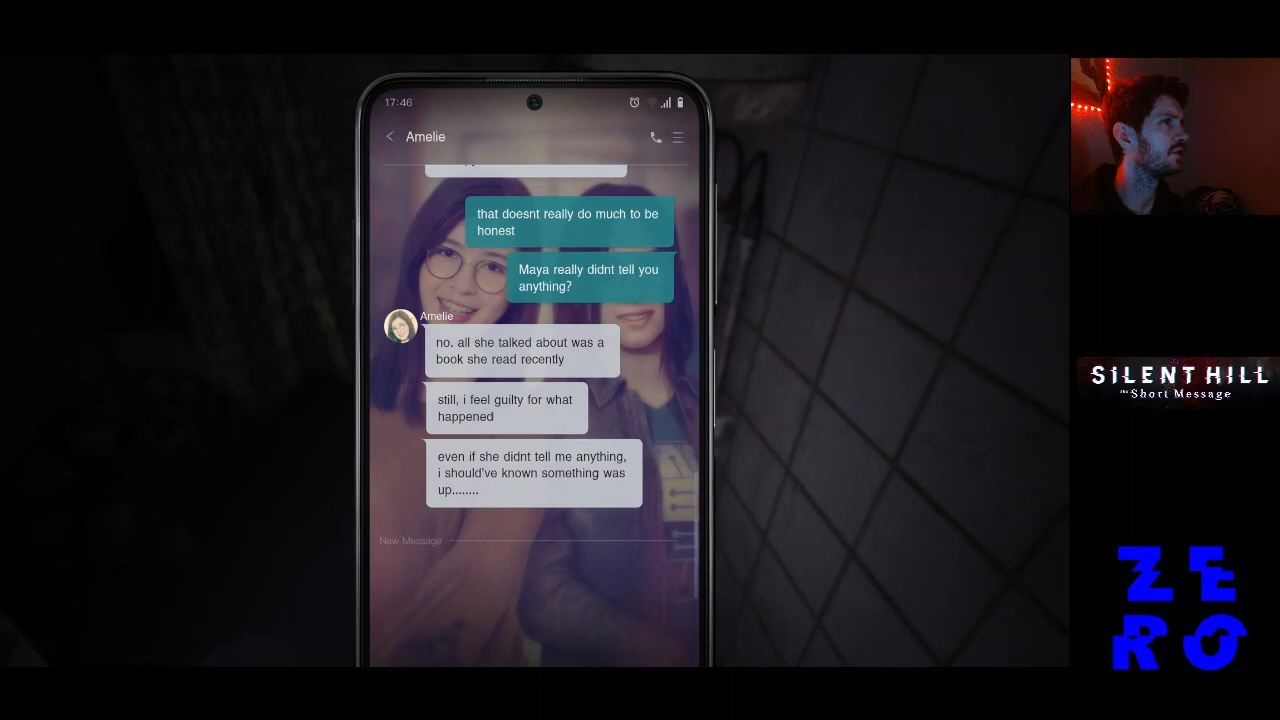 17:46
Amelie
that doesnt really do much to be
honest
Maya really didnt tell you
anything?
Amelie
no. all she talked about was a
book she read recently
still, i feel guilty for what
happened
even if she didnt tell me anything,
i should've known something was
up........
New Message
SILENT HILL
The Short Message
ZE
RO